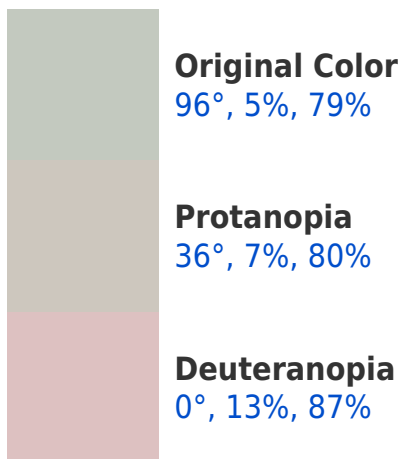 Original Color
96°, 5%, 79%
Protanopia
36°, 7%, 80%
Deuteranopia
0°, 13%, 87%